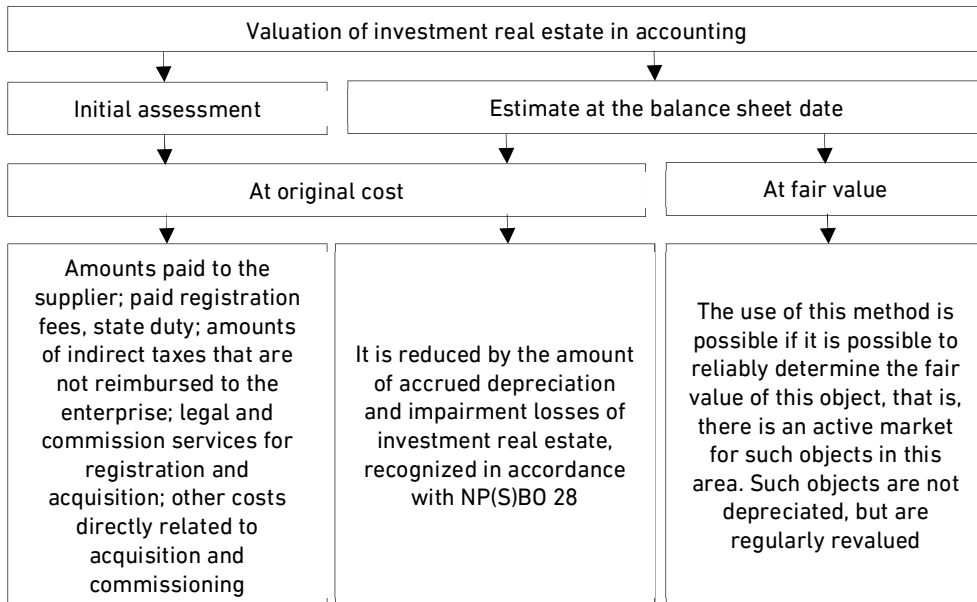 Valuation of investment real estate in accounting
Initial assessment
Estimate at the balance sheet date
At original cost
At fair value
Amounts paid to the
supplier; paid registration
fees, state duty; amounts
of indirect taxes that are
not reimbursed to the
enterprise; legal and
commission services for
registration and
acquisition; other costs
directly related to
acquisition and
commissioning
It is reduced by the amount
of accrued depreciation
and impairment losses of
investment real estate,
recognized in accordance
with NP(S)BO 28
The use of this method is
possible if it is possible to
reliably determine the fair
value of this object, that is,
there is an active market
for such objects in this
area. Such objects are not
depreciated, but are
regularly revalued